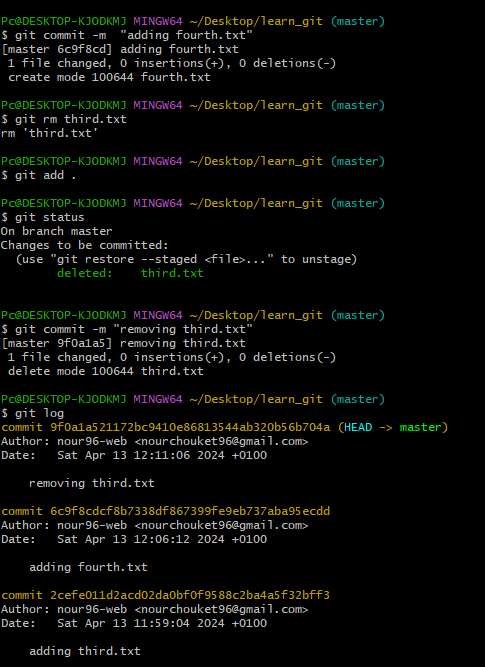 Pc@DESKTOP-KJODKMJ MINGW64 ~/Desktop/learn_git (master)
$ git commit -m  "adding fourth.txt"
[master 6c9f8cd] adding fourth.txt
 1 file changed, 0 insertions(+), 0 deletions(-)
 create mode 100644 fourth.txt

Pc@DESKTOP-KJODKMJ MINGW64 ~/Desktop/learn_git (master)
$ git rm third.txt
rm 'third.txt'

Pc@DESKTOP-KJODKMJ MINGW64 ~/Desktop/learn_git (master)
$ git add .

Pc@DESKTOP-KJODKMJ MINGW64 ~/Desktop/learn_git (master)
$ git status
On branch master
Changes to be committed:
  (use "git restore --staged <file>..." to unstage)
        deleted:    third.txt

Pc@DESKTOP-KJODKMJ MINGW64 ~/Desktop/learn_git (master)
$ git commit -m "removing third.txt"
[master 9f0a1a5] removing third.txt
 1 file changed, 0 insertions(+), 0 deletions(-)
 delete mode 100644 third.txt

Pc@DESKTOP-KJODKMJ MINGW64 ~/Desktop/learn_git (master)
$ git log
commit 9f0a1a521172bc9410e86813544ab320b56b704a (HEAD -> master)
Author: nour96-web <nourchouket96@gmail.com>
Date:   Sat Apr 13 12:11:06 2024 +0100

    removing third.txt

commit 6c9f8cdcf8b7338df867399fe9eb737aba95ecdd
Author: nour96-web <nourchouket96@gmail.com>
Date:   Sat Apr 13 12:06:12 2024 +0100

    adding fourth.txt

commit 2cefe011d2acd02da0bf0f9588c2ba4a5f32bff3
Author: nour96-web <nourchouket96@gmail.com>
Date:   Sat Apr 13 11:59:04 2024 +0100

    adding third.txt